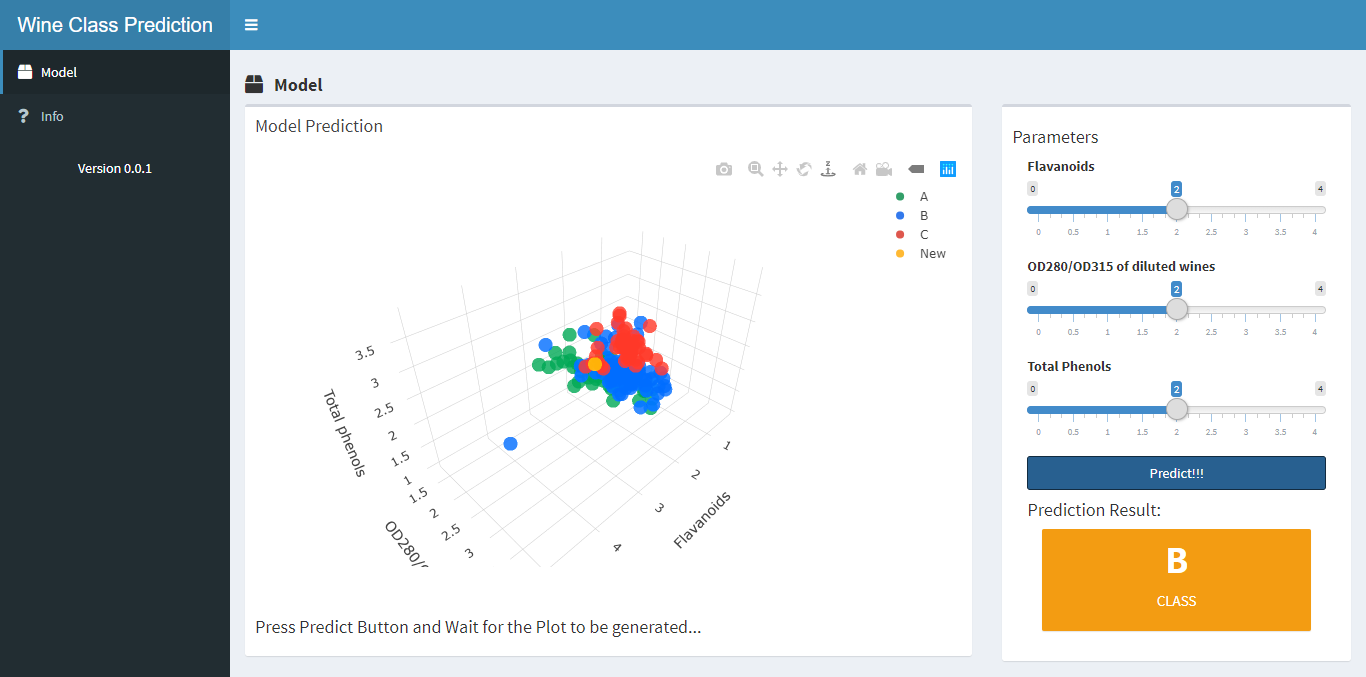 Wine Class Prediction
Model
Info
Version 0.0.1
Model
Model Prediction
A
B
C
New
3.5
3
2.5
2
1.5
1
Total phenols
1.5
2
2.5
3
1
2
3
4
Flavanoids
Press Predict Button and Wait for the Plot to be generated...
Parameters
Flavanoids
0 2 4
0 0.5 1 1.5 2 2.5 3 3.5 4
OD280/OD315 of diluted wines
0 2 4
0 0.5 1 1.5 2 2.5 3 3.5 4
Total Phenols
0 2 4
0 0.5 1 1.5 2 2.5 3 3.5 4
Predict!!!
Prediction Result:
B
CLASS